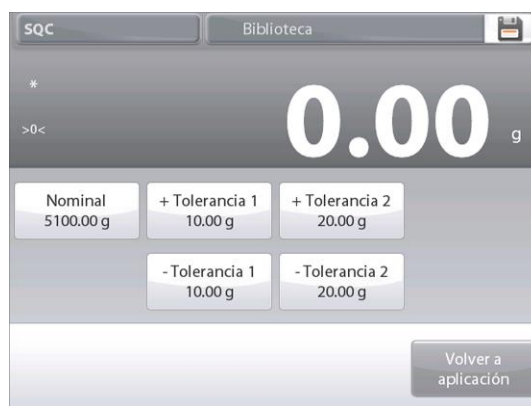 SQC
Biblioteca
*
>0<
0.00
g
Nominal
5100.00 g
+ Tolerancia 1
10.00 g
+ Tolerancia 2
20.00 g
- Tolerancia 1
10.00 g
- Tolerancia 2
20.00 g
Volver a
aplicación